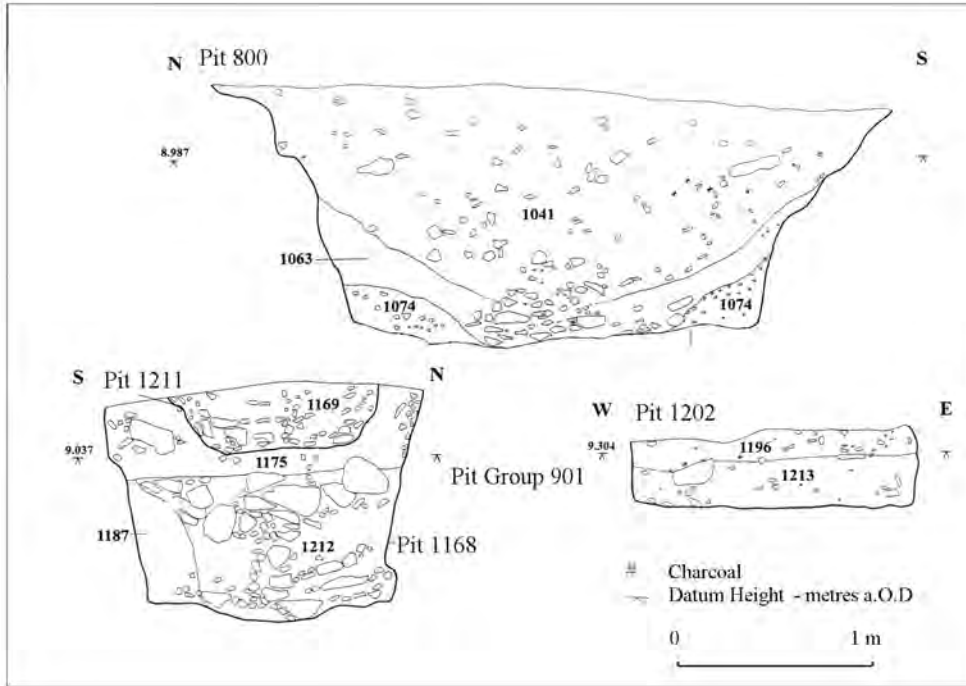 N Pit 800 S
8.987
1041
1063
1074 1074
S Pit 1211 N
1169
9.037
1175
Pit Group 901
1187
1212
Pit 1168
W Pit 1202 E
9.304
1196
1213
Charcoal
Datum Height - metres a.O.D
0 1 m